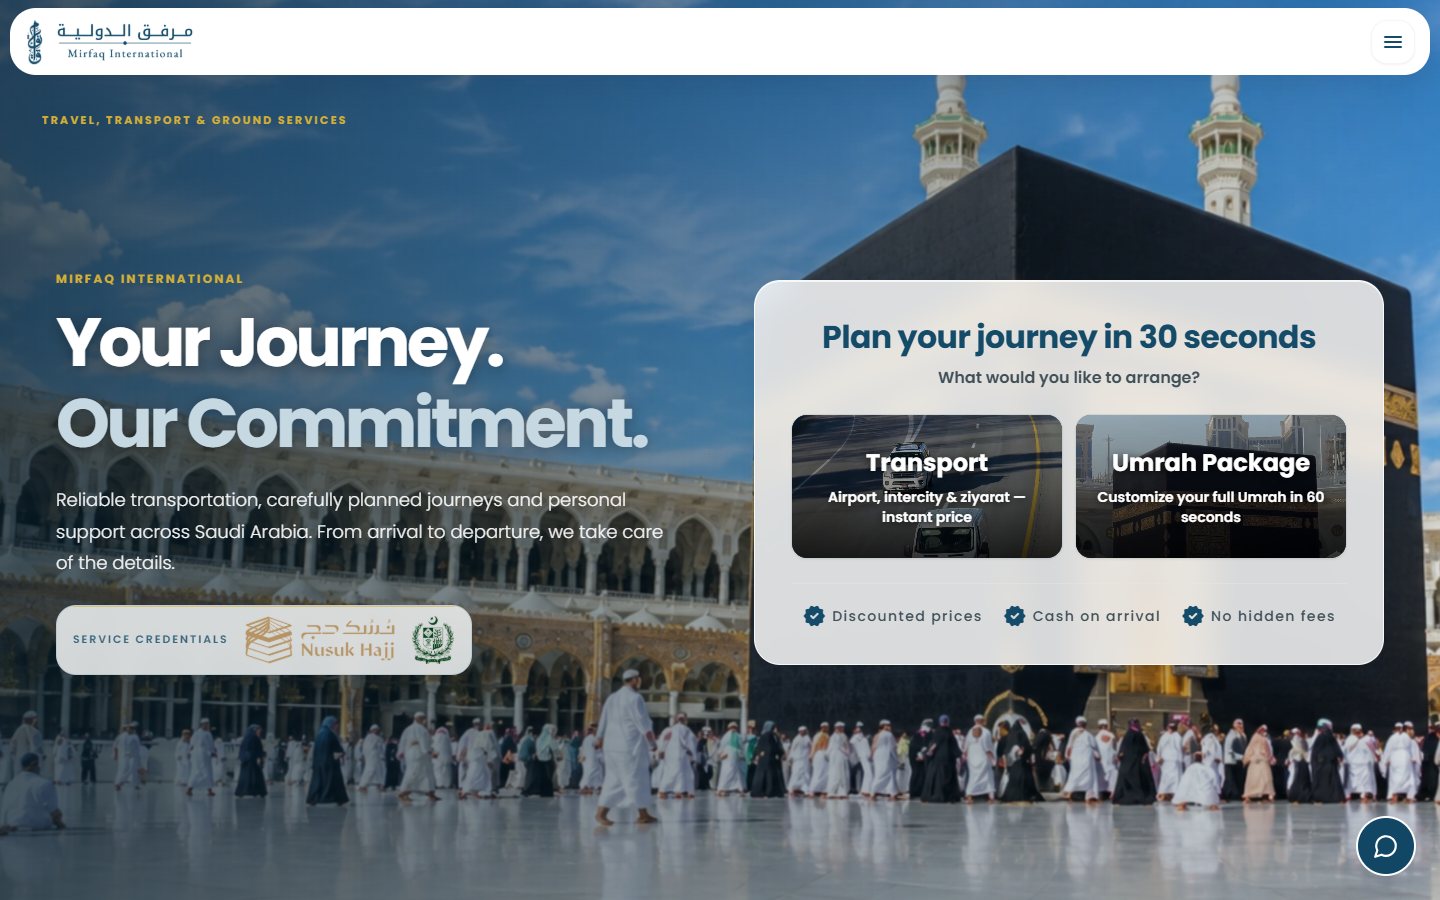 مرفق الدولية
Mirfaq International
TRAVEL, TRANSPORT & GROUND SERVICES
MIRFAQ INTERNATIONAL
Your Journey.
Our Commitment.
Reliable transportation, carefully planned journeys and personal
support across Saudi Arabia. From arrival to departure, we take care
of the details.
SERVICE CREDENTIALS
نُسُك حج
Nusuk Hajj
Plan your journey in 30 seconds
What would you like to arrange?
Transport
Airport, intercity & ziyarat —
instant price
Umrah Package
Customize your full Umrah in 60
seconds
Discounted prices
Cash on arrival
No hidden fees